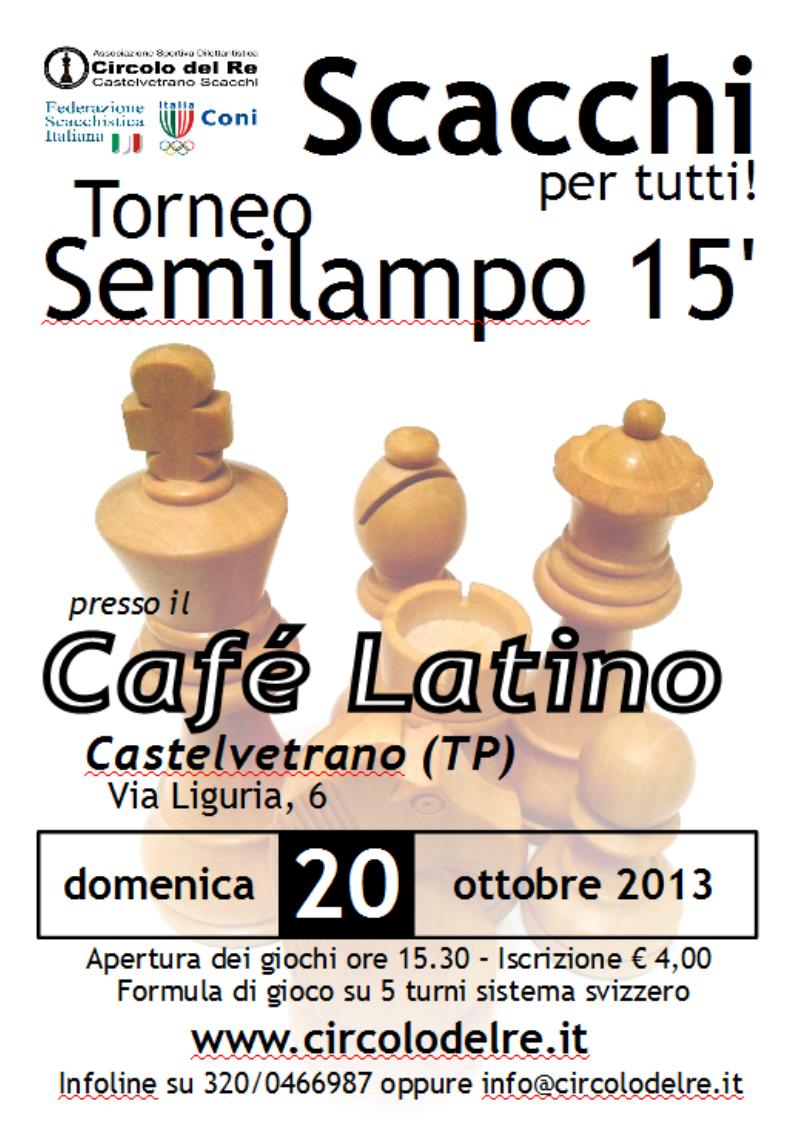 Associazione Sportiva Dilettantistica
Circolo del Re
Castelvetrano Scacchi
Federazione
Scacchistica
Italiana
Italia
Coni
Scacchi
per tutti!
Torneo
Semilampo 15'
presso il
Café Latino
Castelvetrano (TP)
Via Liguria, 6
domenica 20 ottobre 2013
Apertura dei giochi ore 15.30 - Iscrizione € 4,00
Formula di gioco su 5 turni sistema svizzero
www.circolodelre.it
Infoline su 320/0466987 oppure info@circolodelre.it